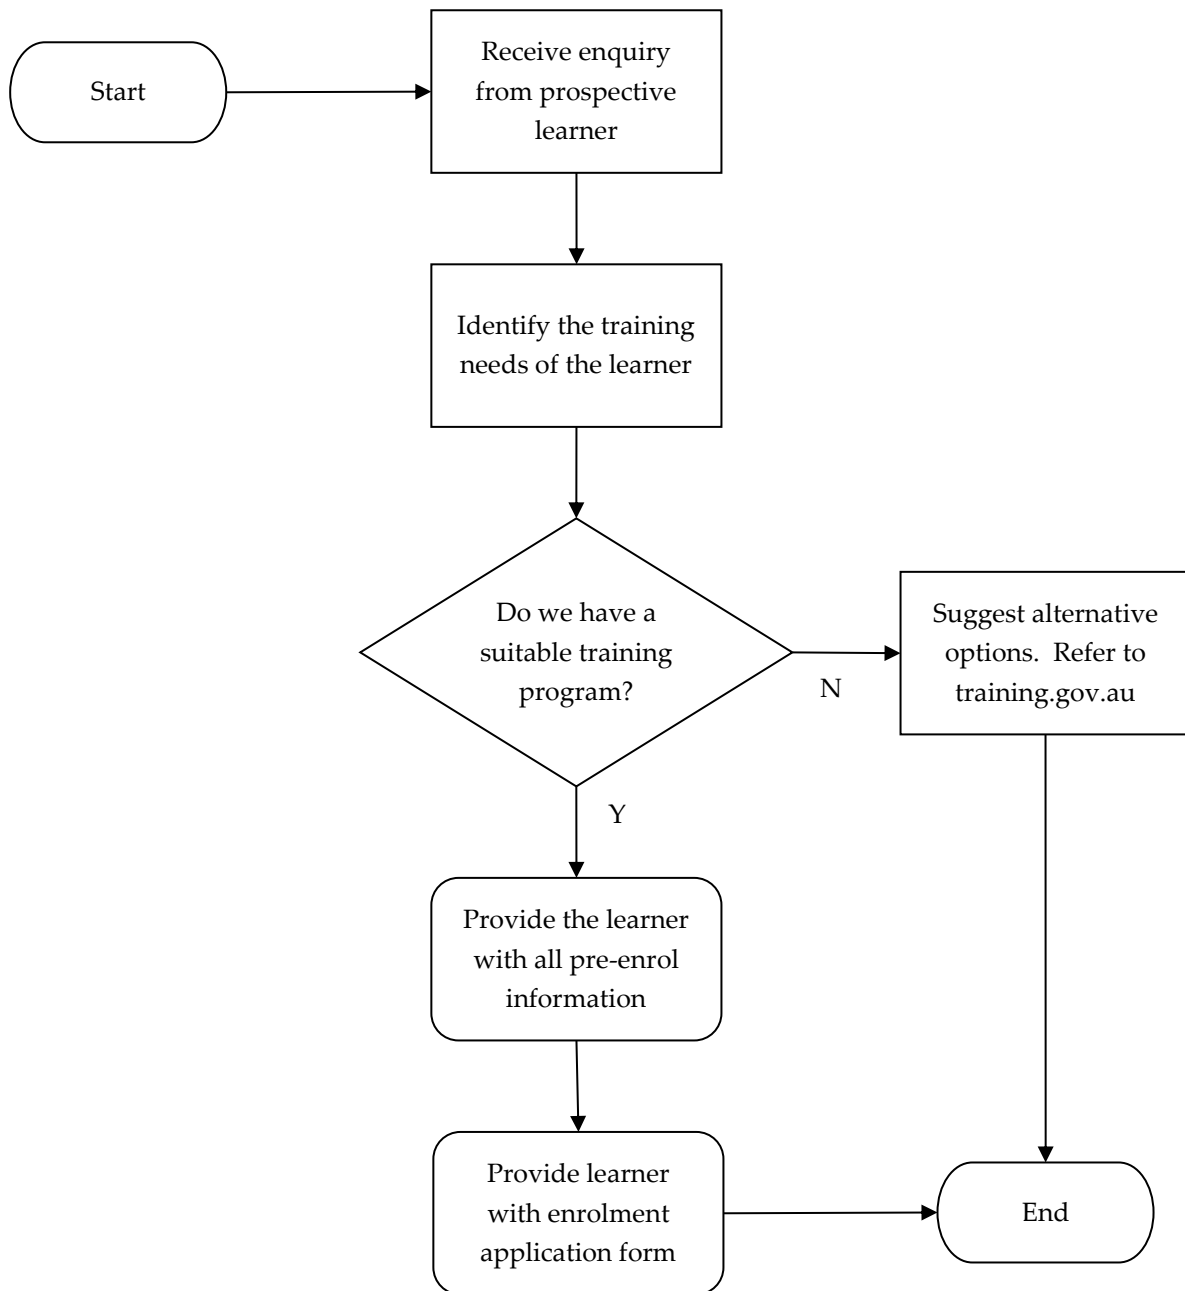 Start
Receive enquiry
from prospective
learner
Identify the training
needs of the learner
Do we have a
suitable training
program?
N
Suggest alternative
options.  Refer to
training.gov.au
Y
Provide the learner
with all pre-enrol
information
Provide learner
with enrolment
application form
End